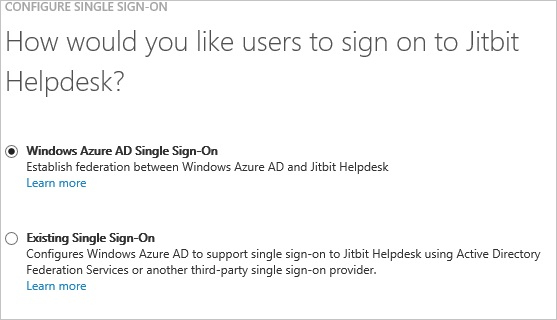 CONFIGURE SINGLE SIGN-ON
How would you like users to sign on to Jitbit
Helpdesk?
Windows Azure AD Single Sign-On
Establish federation between Windows Azure AD and Jitbit Helpdesk
Learn more
Existing Single Sign-On
Configures Windows Azure AD to support single sign-on to Jitbit Helpdesk using Active Directory
Federation Services or another third-party single sign-on provider.
Learn more